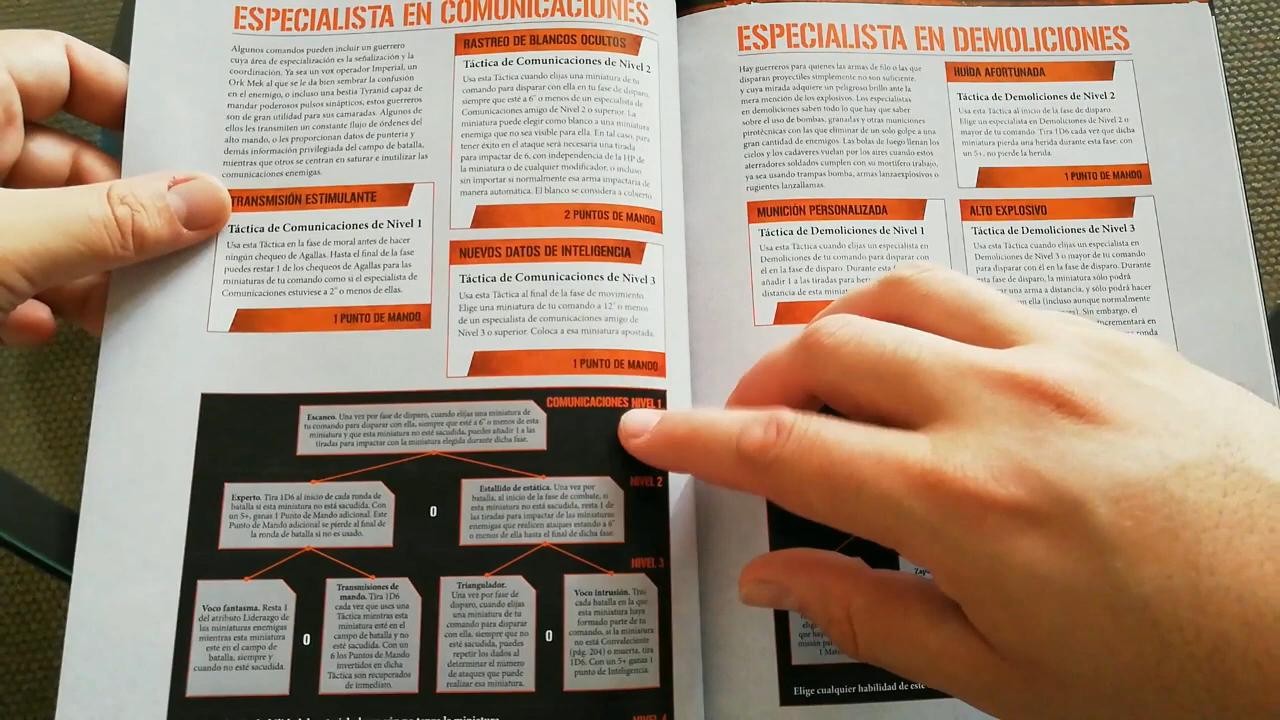 ESPECIALISTA EN COMUNICACIONES
Algunos comandos pueden incluir un guerrero
cuya área de especialización es la señalización y la
coordinación. Ya sea un vox operador Imperial, un
Ork Mek al que se le da bien sembrar la confusión
en el enemigo, o incluso una bestia Tyranid capaz de
mandar poderosos pulsos sinápticos, estos guerreros
son de gran utilidad para sus camaradas. Algunos de
ellos les transmiten un constante flujo de órdenes del
alto mando, o les proporcionan datos de puntería y
demás información privilegiada del campo de batalla,
mientras que otros se centran en saturar e inutilizar las
comunicaciones enemigas.
TRANSMISIÓN ESTIMULANTE
Táctica de Comunicaciones de Nivel 1
Usa esta Táctica en la fase de moral antes de hacer
ningún chequeo de Agallas. Hasta el final de la fase
puedes restar 1 de los chequeos de Agallas para las
miniaturas de tu comando como si el especialista de
Comunicaciones estuviese a 2" o menos de ellas.
1 PUNTO DE MANDO
RASTREO DE BLANCOS OCULTOS
Táctica de Comunicaciones de Nivel 2
Usa esta Táctica cuando elijas una miniatura de tu
comando para disparar con ella en tu fase de disparo,
siempre que esté a 6" o menos de un especialista de
Comunicaciones amigo de Nivel 2 o superior. La
miniatura puede elegir como blanco a una miniatura
enemiga que no sea visible para ella. En tal caso, para
tener éxito en el ataque será necesaria una tirada
para impactar de 6, con independencia de la HP de
la miniatura o de cualquier modificador, o incluso
sin importar si normalmente esa arma impactaría de
manera automática. El blanco se considera a cubierto
2 PUNTOS DE MANDO
NUEVOS DATOS DE INTELIGENCIA
Táctica de Comunicaciones de Nivel 3
Usa esta Táctica al final de la fase de movimiento.
Elige una miniatura de tu comando a 12" o menos
de un especialista de comunicaciones amigo de
Nivel 3 o superior. Coloca a esa miniatura apostada.
1 PUNTO DE MANDO
COMUNICACIONES NIVEL 1
Escaneo. Una vez por fase de disparo, cuando elijas una miniatura de
tu comando para disparar con ella, siempre que esté a 6" o menos de esta
miniatura y que esta miniatura no esté sacudida, puedes añadir 1 a las
tiradas para impactar con la miniatura elegida durante dicha fase.
NIVEL 2
Experto. Tira 1D6 al inicio de cada ronda de
batalla si esta miniatura no está sacudida. Con
un 5+, ganas 1 Punto de Mando adicional. Este
Punto de Mando adicional se pierde al final de
la ronda de batalla si no es usado.
O
Estallido de estática. Una vez por
batalla, al inicio de la fase de combate, si
esta miniatura no está sacudida, resta 1 de
las tiradas para impactar de las miniaturas
enemigas que realicen ataques estando a 6"
o menos de ella hasta el final de dicha fase.
NIVEL 3
Voco fantasma. Resta 1
del atributo Liderazgo de
las miniaturas enemigas
mientras esta miniatura
esté en el campo de
batalla, siempre y
cuando no esté sacudida.
O
Transmisiones de
mando. Tira 1D6
cada vez que uses una
Táctica mientras esta
miniatura esté en el
campo de batalla y no
esté sacudida. Con un
6 los Puntos de Mando
invertidos en dicha
Táctica son recuperados
de inmediato.
Triangulador.
Una vez por fase de
disparo, cuando elijas
una miniatura de tu
comando para disparar
con ella, siempre que no
esté sacudida, puedes
repetir los dados al
determinar el número
de ataques que puede
realizar esa miniatura.
O
Voco intrusión. Tras
cada batalla en la que
esta miniatura haya
formado parte de tu
comando, si la miniatura
no está Convaleciente
(pág. 204) o muerta, tira
1D6. Con un 5+ ganas 1
punto de Inteligencia.
NIVEL 4
ESPECIALISTA EN DEMOLICIONES
Hay guerreros para quienes las armas de filo o las que
disparan proyectiles simplemente no son suficiente,
y cuya mirada adquiere un peligroso brillo ante la
mera mención de los explosivos. Los especialistas
en demoliciones saben todo lo que hay que saber
sobre el uso de bombas, granadas y otras municiones
pirotécnicas con las que eliminar de un solo golpe a una
gran cantidad de enemigos. Las bolas de fuego llenan los
cielos y los cadáveres vuelan por los aires cuando estos
aterradores soldados cumplen con su mortífero trabajo,
ya sea usando trampas bomba, armas lanzaexplosivos o
rugientes lanzallamas.
HUÍDA AFORTUNADA
Táctica de Demoliciones de Nivel 2
Usa esta Táctica al inicio de la fase de disparo.
Elige un especialista en Demoliciones de Nivel 2 o
mayor de tu comando. Tira 1D6 cada vez que dicha
miniatura pierda una herida durante esta fase: con
un 5+, no pierde la herida.
1 PUNTO DE MANDO
MUNICIÓN PERSONALIZADA
Táctica de Demoliciones de Nivel 1
Usa esta Táctica cuando elijas un especialista en
Demoliciones de tu comando para disparar con
él en la fase de disparo. Durante esta
añadir 1 a las tiradas para her
distancia de esta miniat
1
ALTO EXPLOSIVO
Táctica de Demoliciones de Nivel 3
Usa esta Táctica cuando elijas un especialista en
Demoliciones de Nivel 3 o mayor de tu comando
para disparar con él en la fase de disparo. Durante
esta fase de disparo, la miniatura sólo podrá
ar una arma a distancia, y sólo podrá hacer
n ella (incluso aunque normalmente
). Sin embargo, el
incrementará en
ronda
Elige cualquier habilidad de este